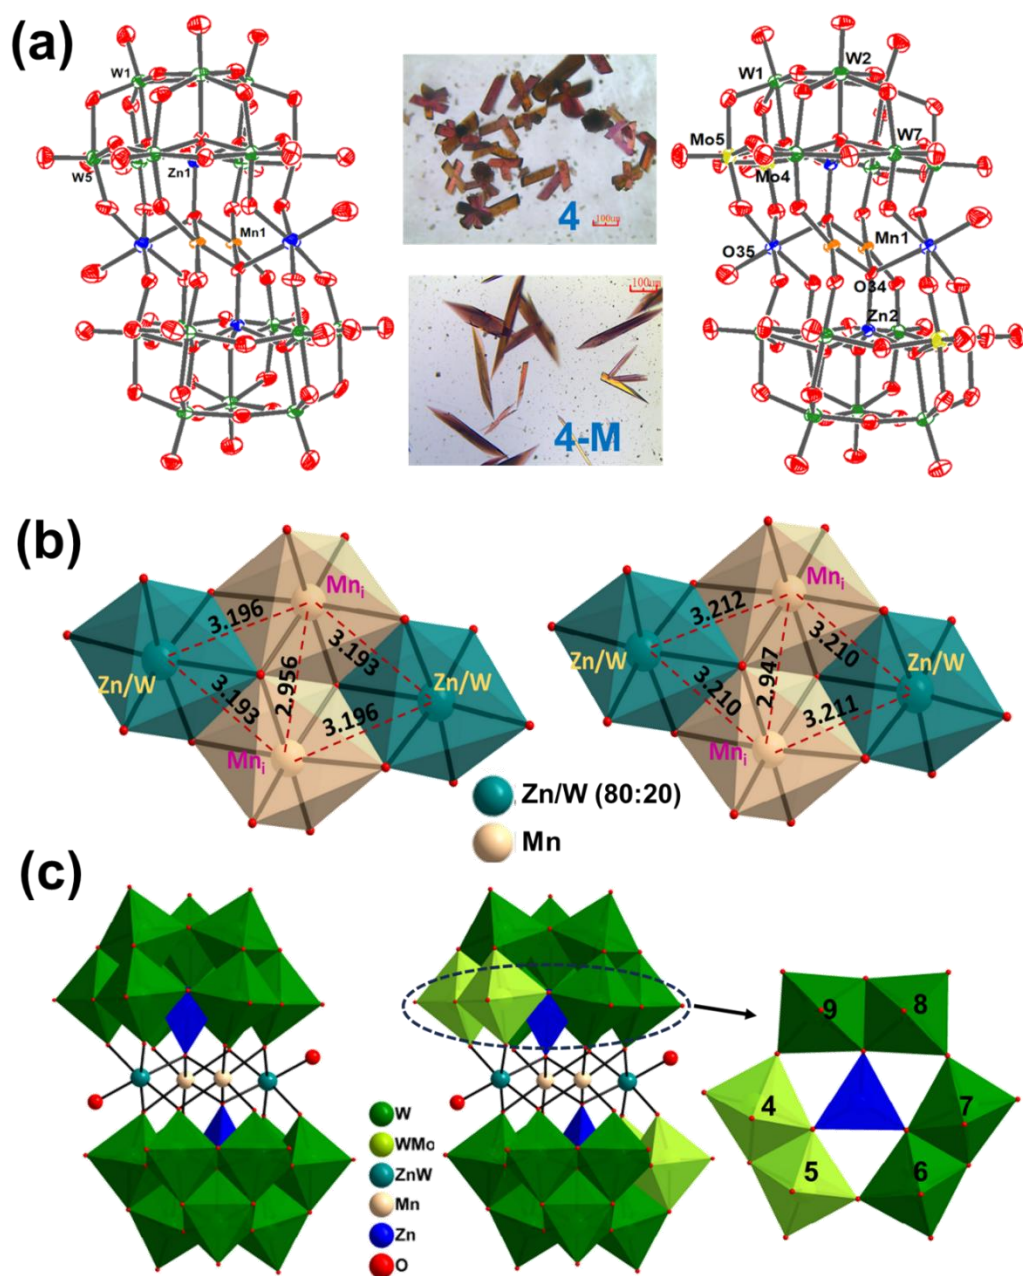 (a)
W1
W5
Zn1
Mn1
100um
4
100um
4-M
W1
W2
Mo5
W7
Mo4
O35
Mn1
O34
Zn2
(b)
Mni
3.196
3.193
2.956
Zn/W
Zn/W
3.193
3.196
Mni
Mni
3.212
3.210
2.947
Zn/W
Zn/W
3.210
3.211
Mni
Zn/W (80:20)
Mn
(c)
W
WMo
ZnW
Mn
Zn
O
9
8
4
7
5
6